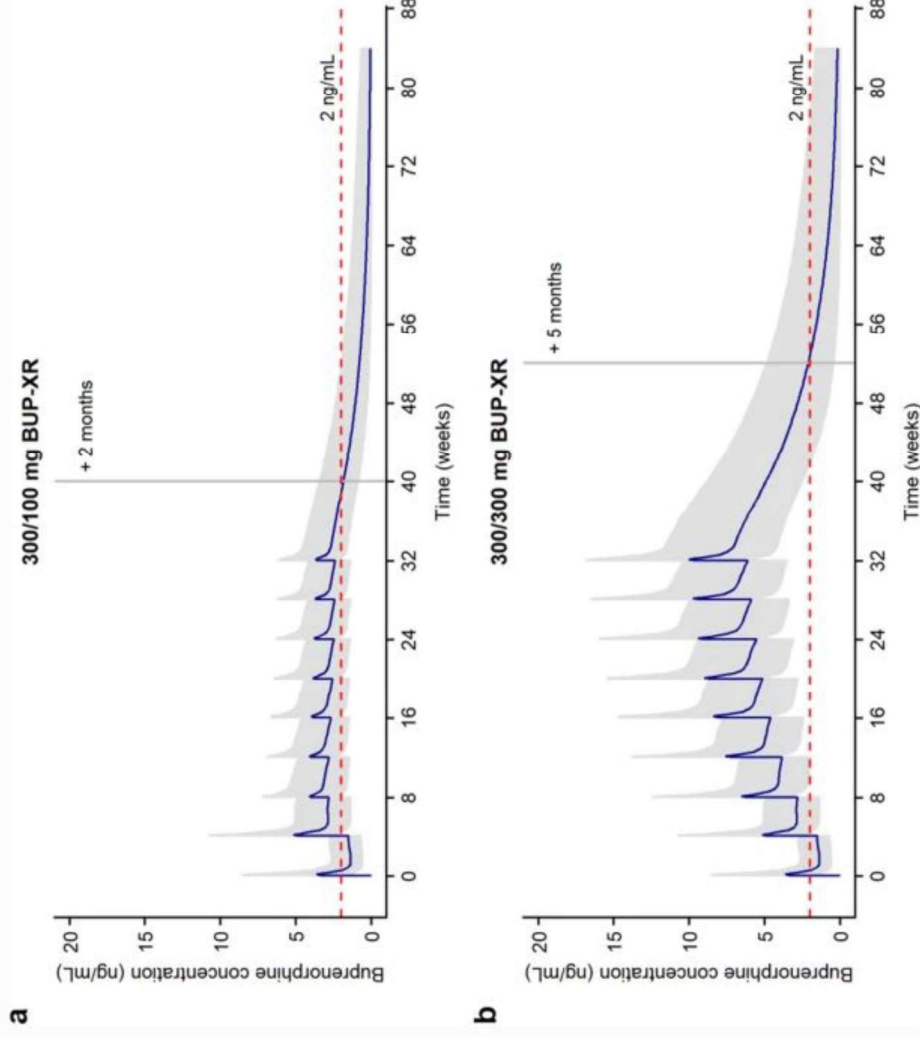 a
300/100 mg BUP-XR
+ 2 months
2 ng/mL
Buprenorphine concentration (ng/mL)
20
15
10
5
0
0 8 16 24 32 40 48 56 64 72 80 88
Time (weeks)
b
300/300 mg BUP-XR
+ 5 months
2 ng/mL
Buprenorphine concentration (ng/mL)
20
15
10
5
0
0 8 16 24 32 40 48 56 64 72 80 88
Time (weeks)